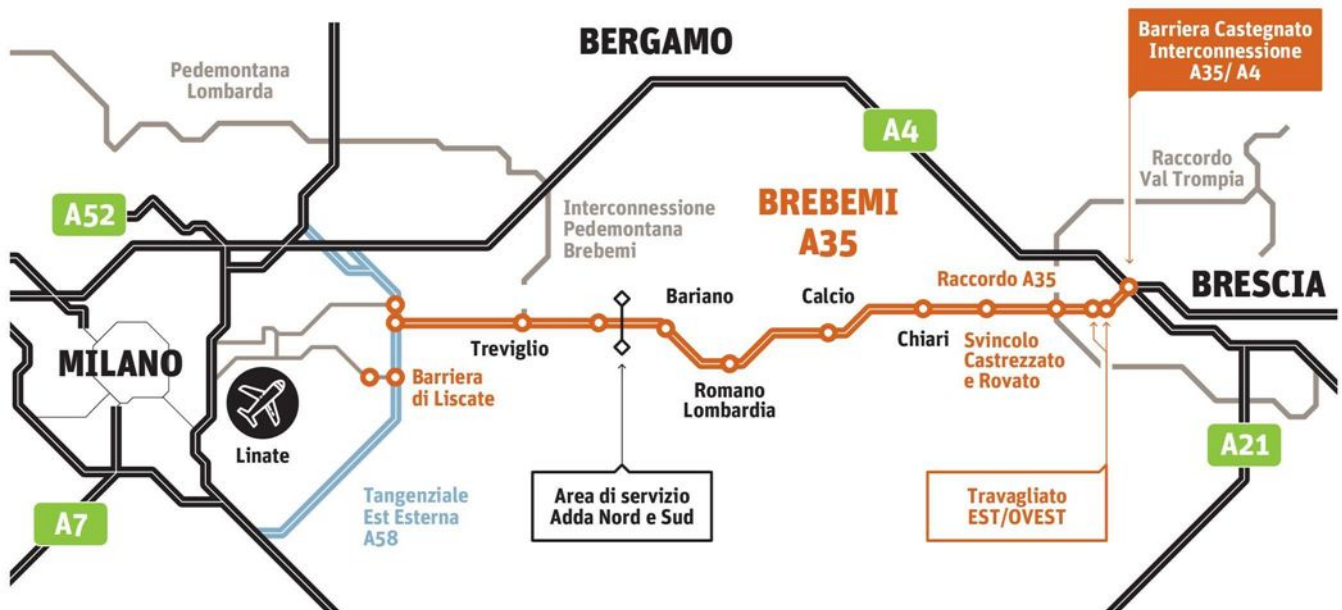 BERGAMO
Barriera Castegnato
Interconnessione
A35/ A4
Pedemontana
Lombarda
A4
Raccordo
Val Trompia
A52
Interconnessione
Pedemontana
Brebemi
BREBEMI
A35
Raccordo A35
BRESCIA
Bariano
Calcio
Treviglio
Chiari
Svincolo
Castrezzato
e Rovato
MILANO
Barriera
di Liscate
Romano
Lombardia
Linate
A21
Tangenziale
Est Esterna
A58
Area di servizio
Adda Nord e Sud
Travagliato
EST/OVEST
A7